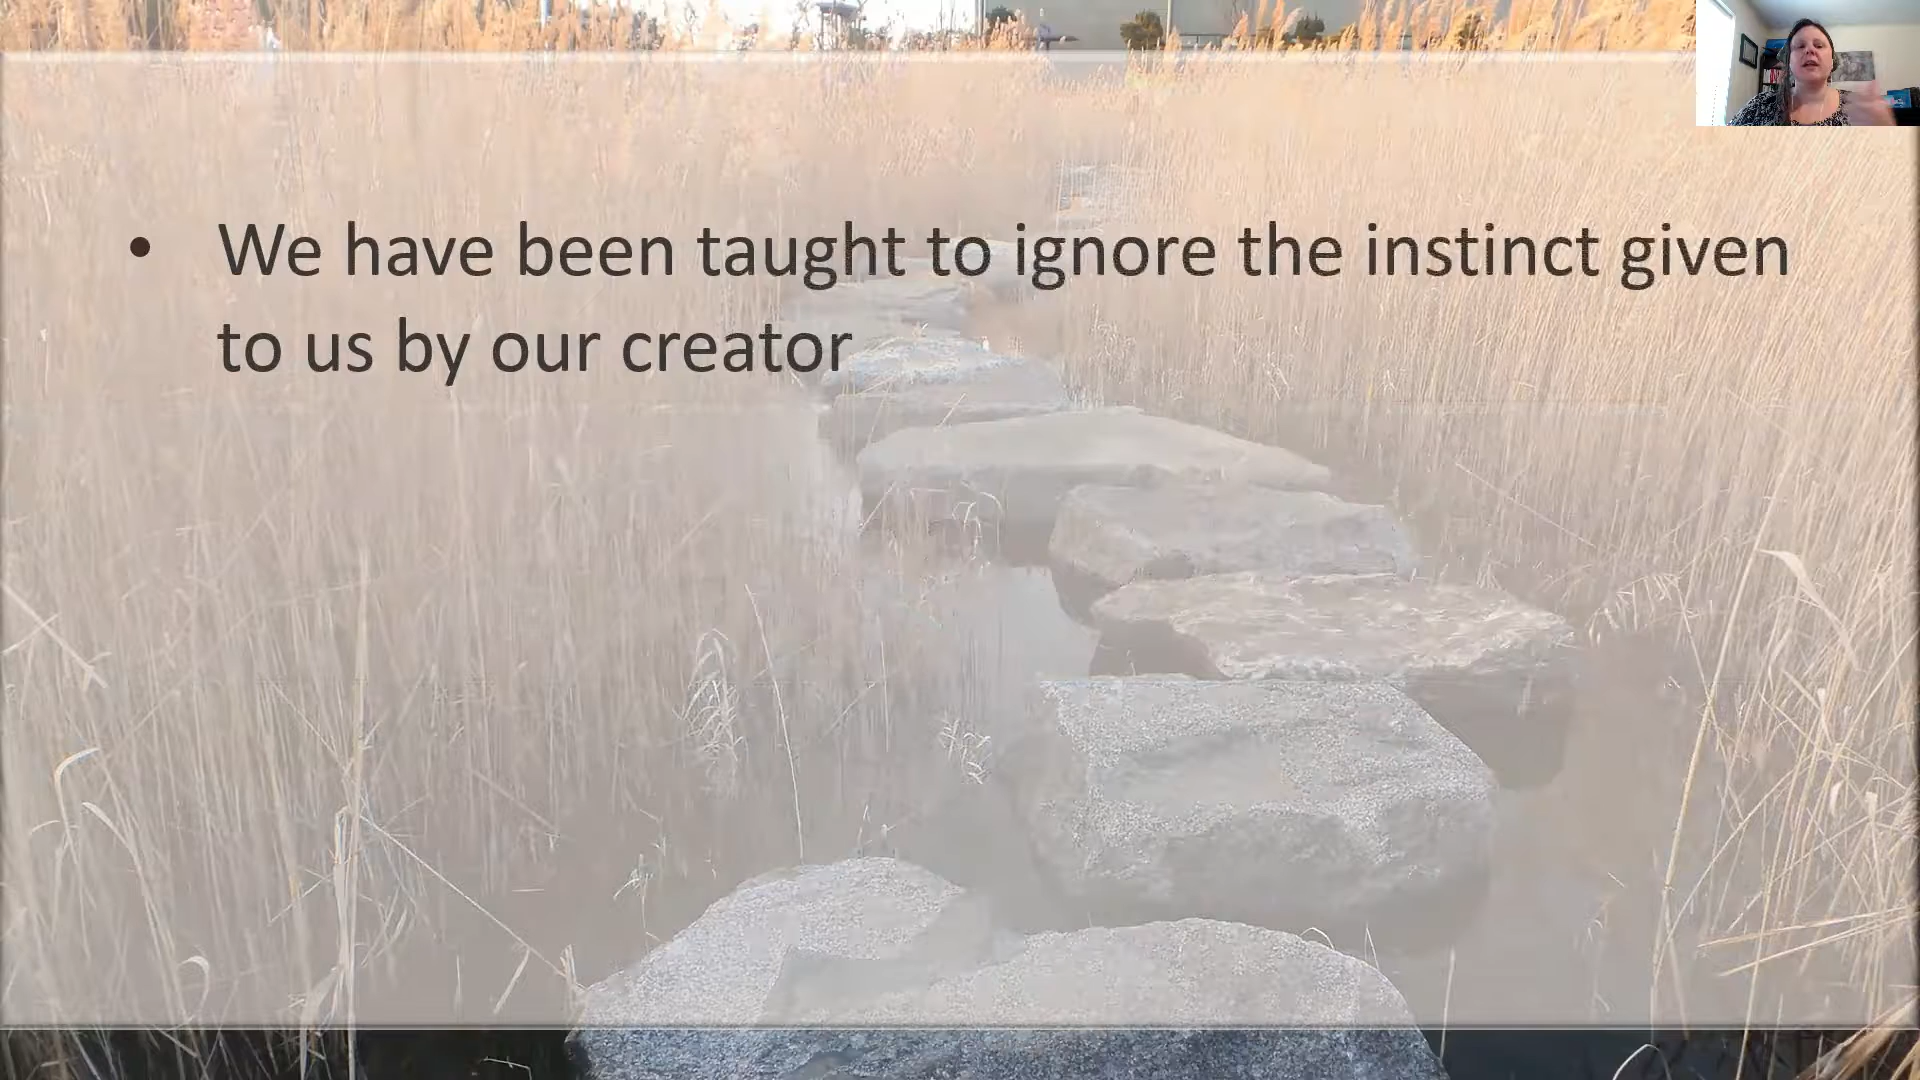 • We have been taught to ignore the instinct given
to us by our creator